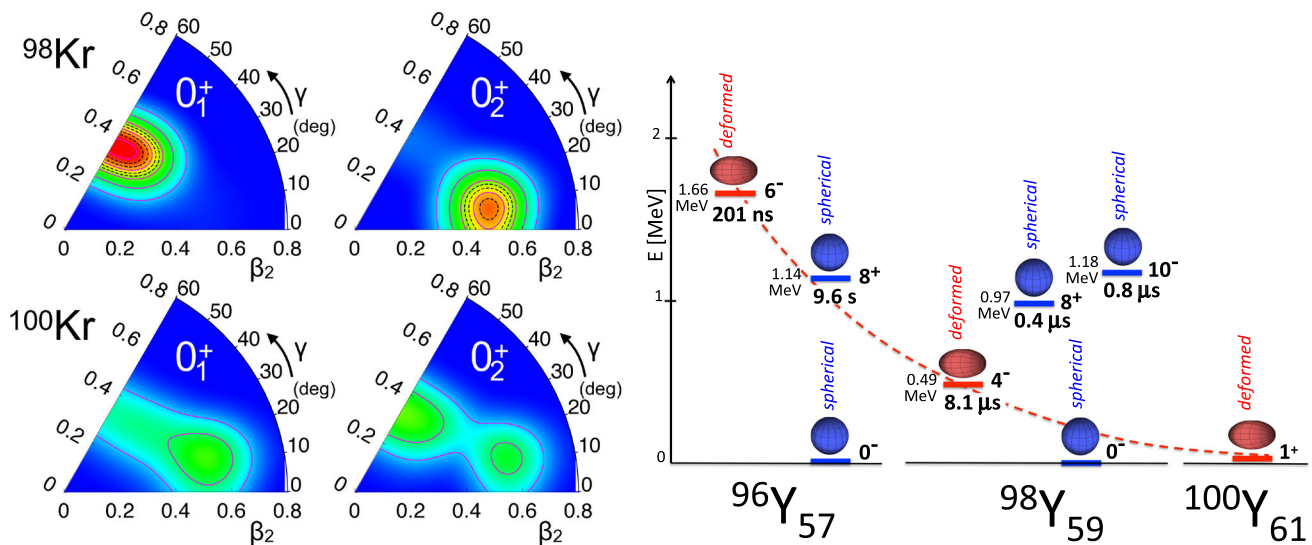 ⁹⁸Kr
0.8 60
50
40
30
20
10
0
0.6
0.4
0.2
0₁⁺
γ
(deg)
0 0.2 0.4 0.6 0.8
β₂
0.8 60
50
40
30
20
10
0
0.6
0.4
0.2
0₂⁺
γ
(deg)
0 0.2 0.4 0.6 0.8
β₂
¹⁰⁰Kr
0.8 60
50
40
30
20
10
0
0.6
0.4
0.2
0₁⁺
γ
(deg)
0 0.2 0.4 0.6 0.8
β₂
0.8 60
50
40
30
20
10
0
0.6
0.4
0.2
0₂⁺
γ
(deg)
0 0.2 0.4 0.6 0.8
β₂
E [MeV]
2
1
0
deformed
1.66
MeV
6⁻
201 ns
spherical
1.14
MeV
8⁺
9.6 s
spherical
0⁻
⁹⁶Y₅₇
deformed
0.49
MeV
4⁻
8.1 μs
spherical
0.97
MeV
8⁺
0.4 μs
spherical
1.18
MeV
10⁻
0.8 μs
spherical
0⁻
⁹⁸Y₅₉
deformed
1⁺
¹⁰⁰Y₆₁